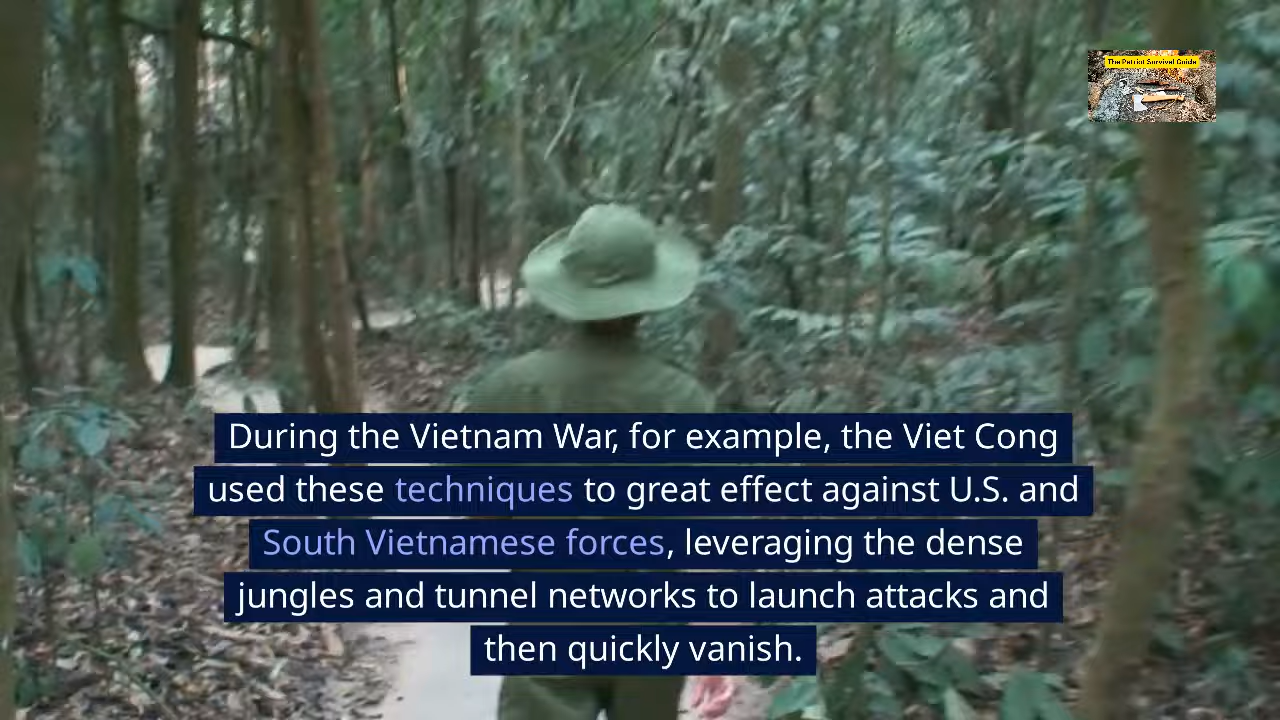 The Patriot Survival Guide
During the Vietnam War, for example, the Viet Cong
used these techniques to great effect against U.S. and
South Vietnamese forces, leveraging the dense
jungles and tunnel networks to launch attacks and
then quickly vanish.